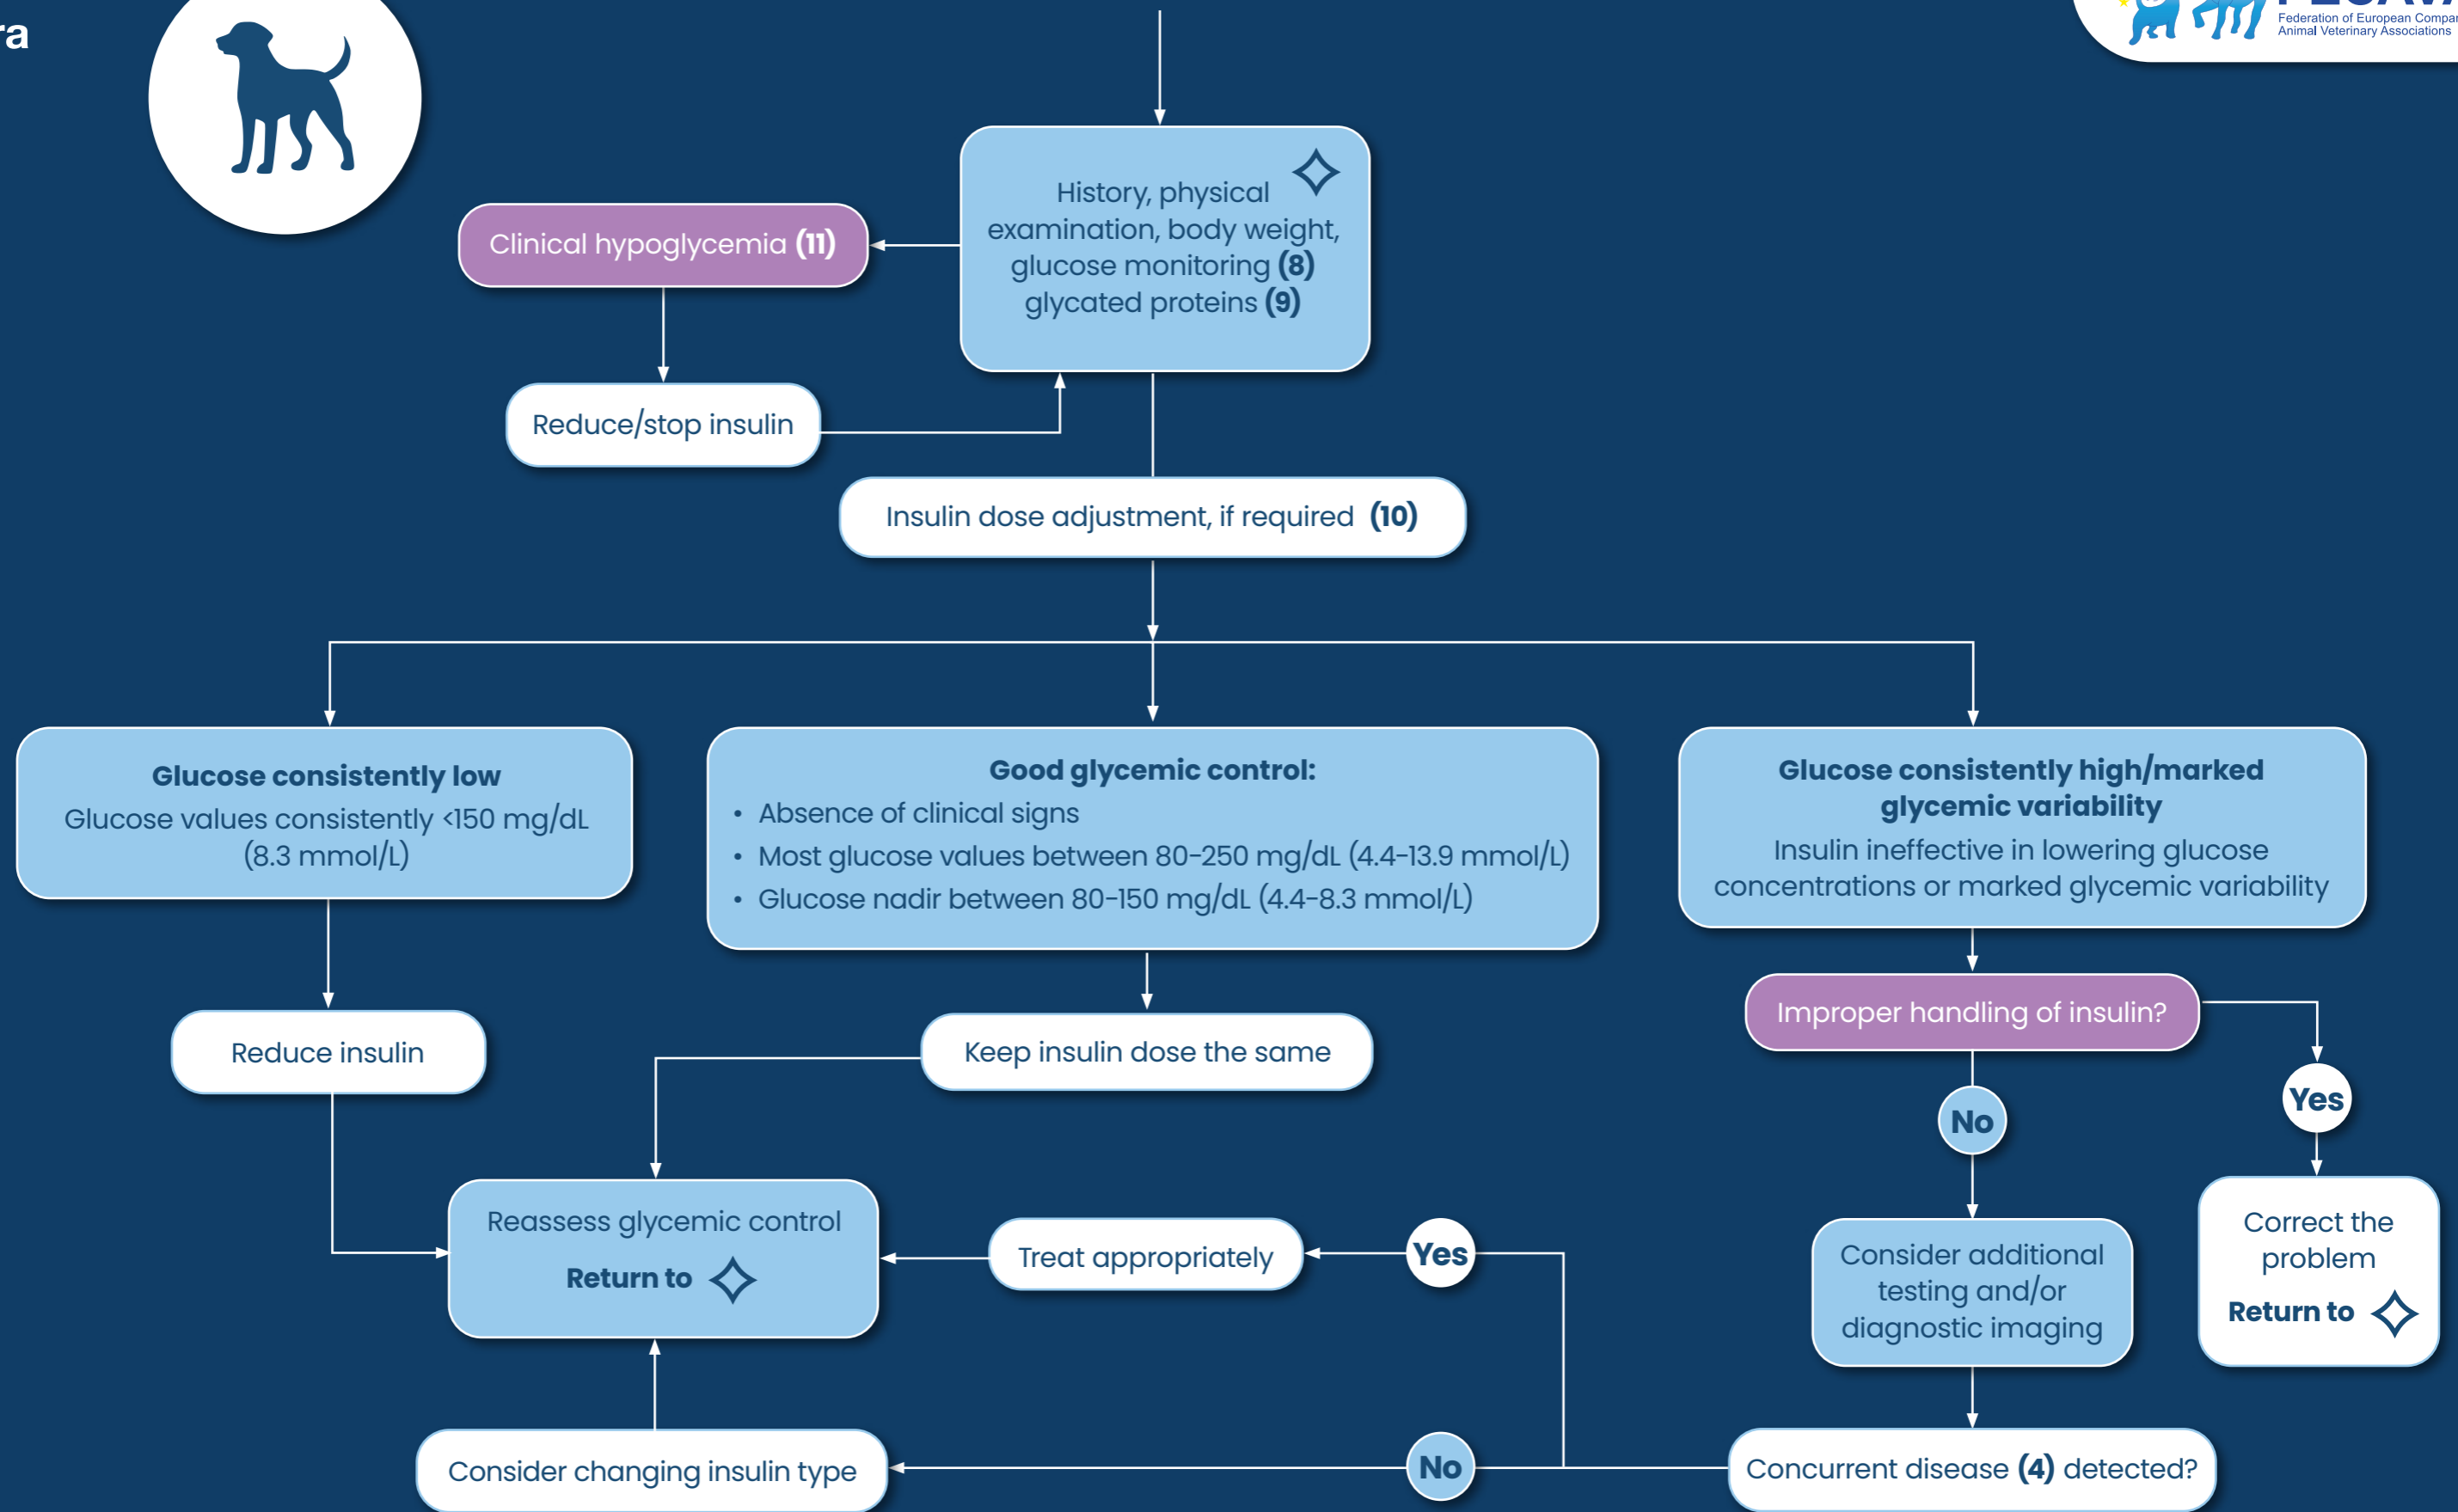 Federation of European
Animal Veterinary Associations
History, physical
examination, body weight,
glucose monitoring (8)
glycated proteins (9)
Clinical hypoglycemia (11)
Reduce/stop insulin
Insulin dose adjustment, if required (10)
Glucose consistently low
Glucose values consistently <150 mg/dL
(8.3 mmol/L)
Good glycemic control:
• Absence of clinical signs
• Most glucose values between 80-250 mg/dL (4.4-13.9 mmol/L)
• Glucose nadir between 80-150 mg/dL (4.4-8.3 mmol/L)
Glucose consistently high/marked
glycemic variability
Insulin ineffective in lowering glucose
concentrations or marked glycemic variability
Reduce insulin
Keep insulin dose the same
Improper handling of insulin?
Yes
No
Correct the
problem
Return to
Reassess glycemic control
Return to
Treat appropriately
Yes
Consider additional
testing and/or
diagnostic imaging
Consider changing insulin type
No
Concurrent disease (4) detected?